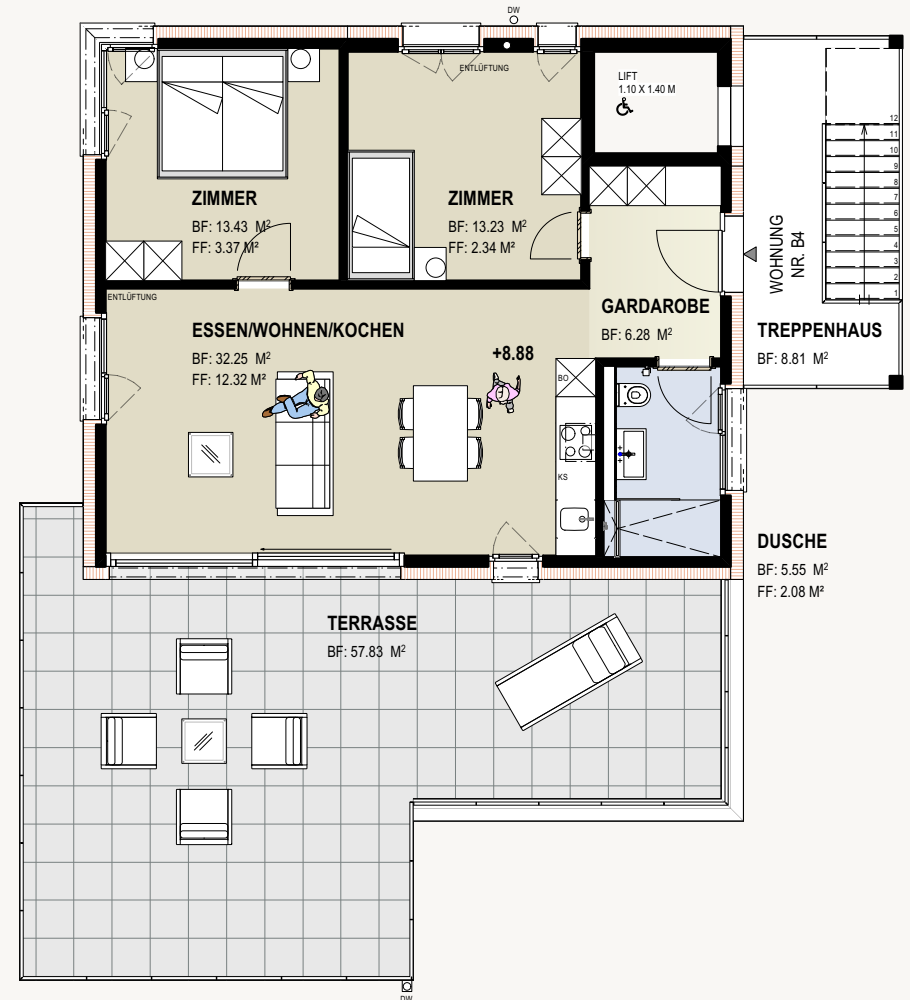 DW
ENTLÜFTUNG
LIFT
1.10 X 1.40 M
ZIMMER
BF: 13.43 M²
FF: 3.37 M²
ZIMMER
BF: 13.23 M²
FF: 2.34 M²
12
11
10
9
8
7
6
5
4
3
2
1
WOHNUNG
NR. B4
ENTLÜFTUNG
ESSEN/WOHNEN/KOCHEN
BF: 32.25 M²
FF: 12.32 M²
+8.88
GARDAROBE
BF: 6.28 M²
TREPPENHAUS
BF: 8.81 M²
BO
KS
DUSCHE
BF: 5.55 M²
FF: 2.08 M²
TERRASSE
BF: 57.83 M²
DW